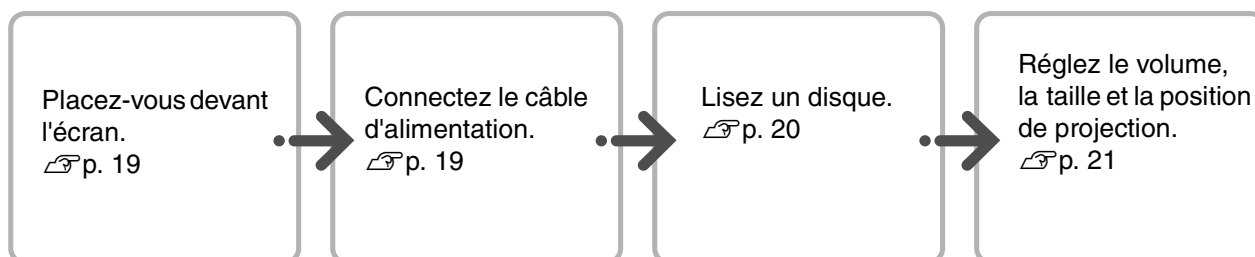 Placez-vous devant
l'écran.
☞p. 19
Connectez le câble
d'alimentation.
☞p. 19
Lisez un disque.
☞p. 20
Réglez le volume,
la taille et la position
de projection.
☞p. 21